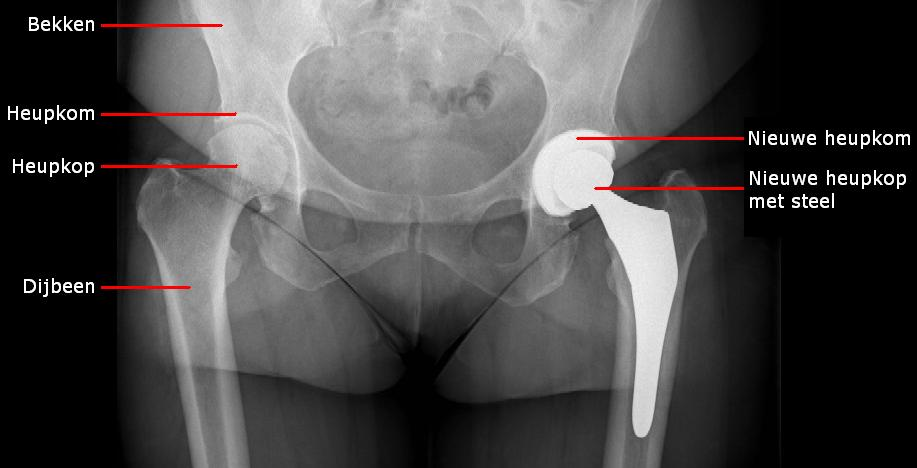 Bekken
Heupkom
Heupkop
Dijbeen
Nieuwe heupkom
Nieuwe heupkop
met steel